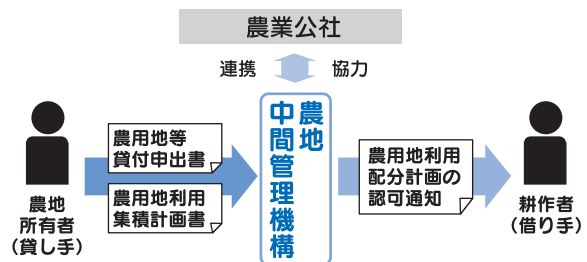 農業公社
連携
協力
農用地等
貸付申出書
農用地利用
集積計画書
農地
中間管理機構
農用地利用
配分計画の
認可通知
農地
所有者
（貸し手）
耕作者
（借り手）